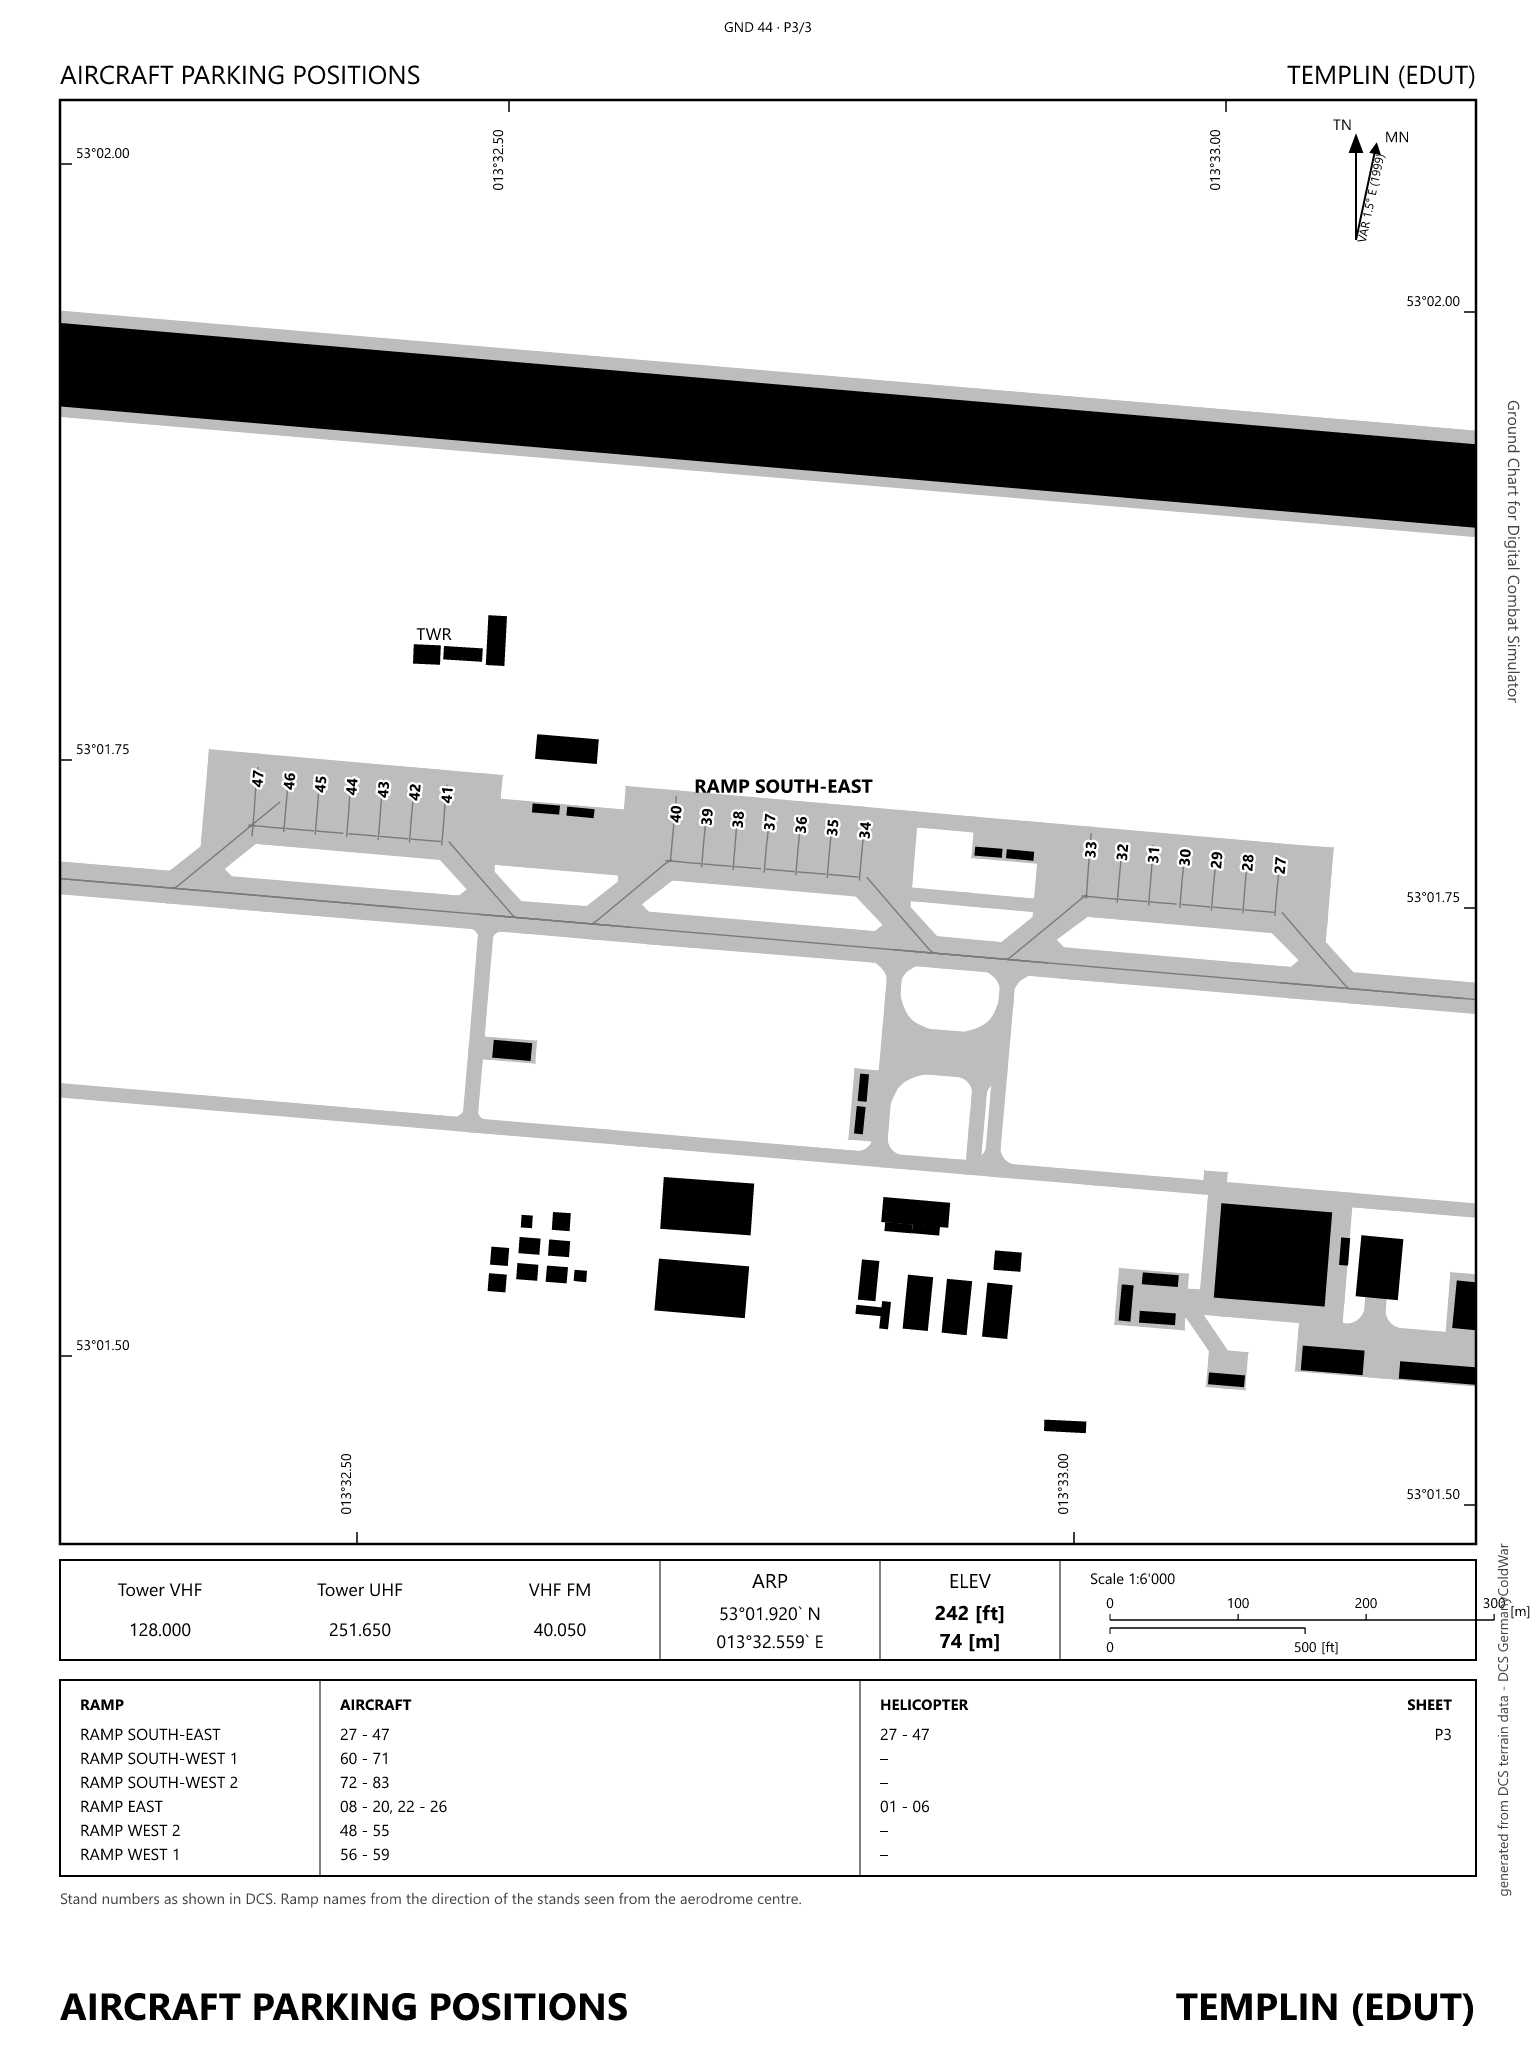 GND 44 · P3/3
AIRCRAFT PARKING POSITIONS
TEMPLIN (EDUT)
013°32.50
013°33.00
TN
MN
VAR 1.5° E (1999)
53°02.00
53°02.00
Ground Chart for Digital Combat Simulator
TWR
53°01.75
RAMP SOUTH-EAST
47 46 45 44 43 42 41
40 39 38 37 36 35 34
33 32 31 30 29 28 27
53°01.75
53°01.50
013°32.50
013°33.00
53°01.50
Tower VHF
128.000
Tower UHF
251.650
VHF FM
40.050
ARP
53°01.920` N
013°32.559` E
ELEV
242 [ft]
74 [m]
Scale 1:6'000
0 100 200 300 [m]
0 500 [ft]
generated from DCS terrain data - DCS GermanyColdWar
RAMP AIRCRAFT HELICOPTER SHEET
RAMP SOUTH-EAST 27 - 47 27 - 47 P3
RAMP SOUTH-WEST 1 60 - 71 –
RAMP SOUTH-WEST 2 72 - 83 –
RAMP EAST 08 - 20, 22 - 26 01 - 06
RAMP WEST 2 48 - 55 –
RAMP WEST 1 56 - 59 –
Stand numbers as shown in DCS. Ramp names from the direction of the stands seen from the aerodrome centre.
AIRCRAFT PARKING POSITIONS
TEMPLIN (EDUT)